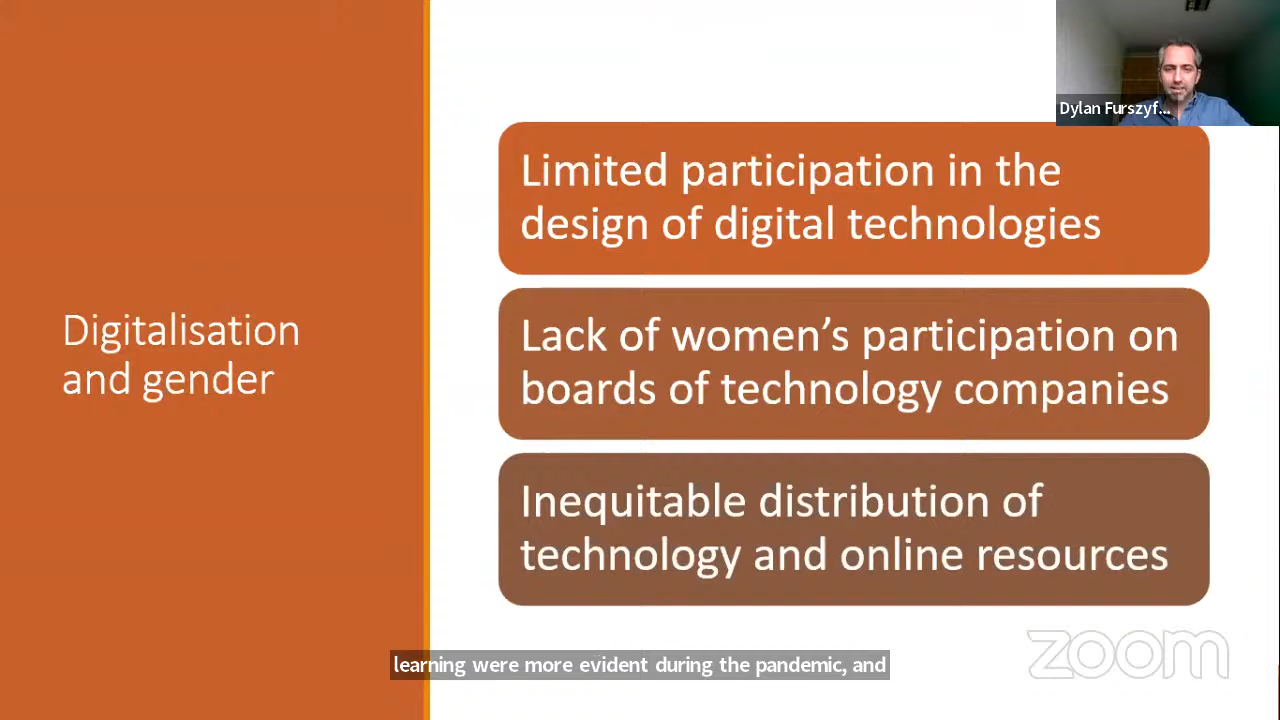 Dylan Furszyf...
Limited participation in the
design of digital technologies
Digitalisation
and gender
Lack of women’s participation on
boards of technology companies
Inequitable distribution of
technology and online resources
learning were more evident during the pandemic, and
zoom